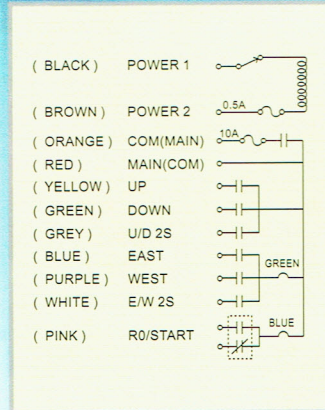 ( BLACK ) POWER 1
( BROWN ) POWER 2 0.5A
( ORANGE ) COM(MAIN) 10A
( RED ) MAIN(COM)
( YELLOW ) UP
( GREEN ) DOWN
( GREY ) U/D 2S
( BLUE ) EAST
GREEN
( PURPLE ) WEST
( WHITE ) E/W 2S
( PINK ) R0/START BLUE